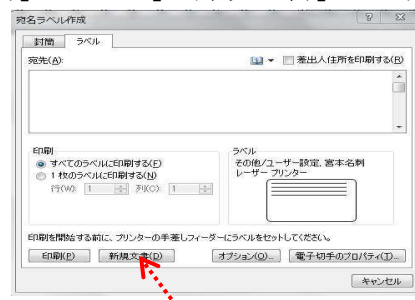 宛名ラベル作成
封筒 ラベル
宛先(A): 差出人住所を印刷する(R)
印刷
すべてのラベルに印刷する(F)
1 枚のラベルに印刷する(N)
行(W): 1 列(C): 1
ラベル
その他/ユーザー設定, 宮本名刺
レーザー プリンター
印刷を開始する前に、プリンターの手差しフィーダーにラベルをセットしてください。
印刷(P) 新規文書(D) オプション(O)... 電子切手のプロパティ(I)...
キャンセル